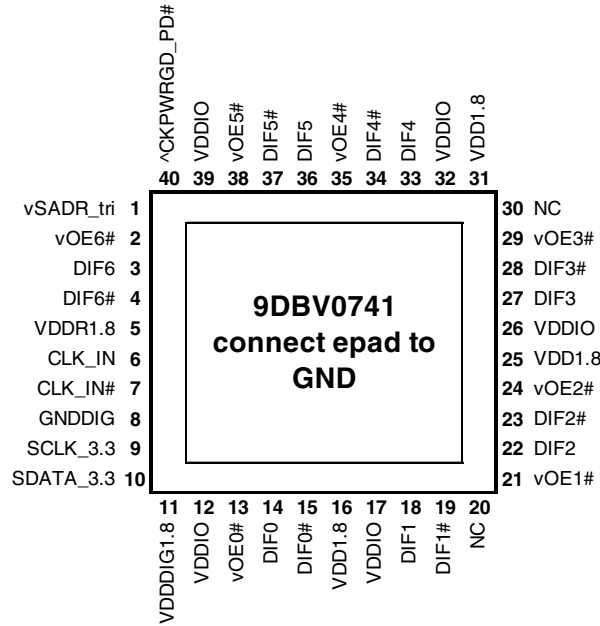 ^CKPWRGD_PD#
VDDIO
vOE5#
DIF5#
DIF5
vOE4#
DIF4#
DIF4
VDDIO
VDD1.8
40 39 38 37 36 35 34 33 32 31
vSADR_tri 1
vOE6# 2
DIF6 3
DIF6# 4
VDDR1.8 5
CLK_IN 6
CLK_IN# 7
GNDDIG 8
SCLK_3.3 9
SDATA_3.3 10
9DBV0741
connect epad to
GND
30 NC
29 vOE3#
28 DIF3#
27 DIF3
26 VDDIO
25 VDD1.8
24 vOE2#
23 DIF2#
22 DIF2
21 vOE1#
11 12 13 14 15 16 17 18 19 20
VDDDIG1.8
VDDIO
vOE0#
DIF0
DIF0#
VDD1.8
VDDIO
DIF1
DIF1#
NC